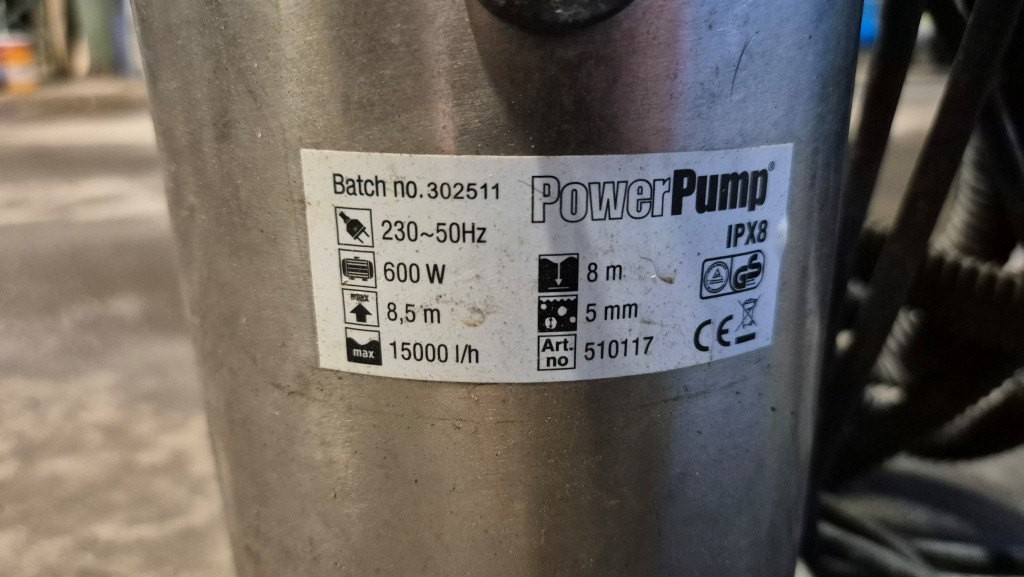 Batch no. 302511
PowerPump®
IPX8
230~50Hz
600 W
8 m
GS
max 8,5 m
5 mm
CE
max 15000 l/h
Art. no 510117